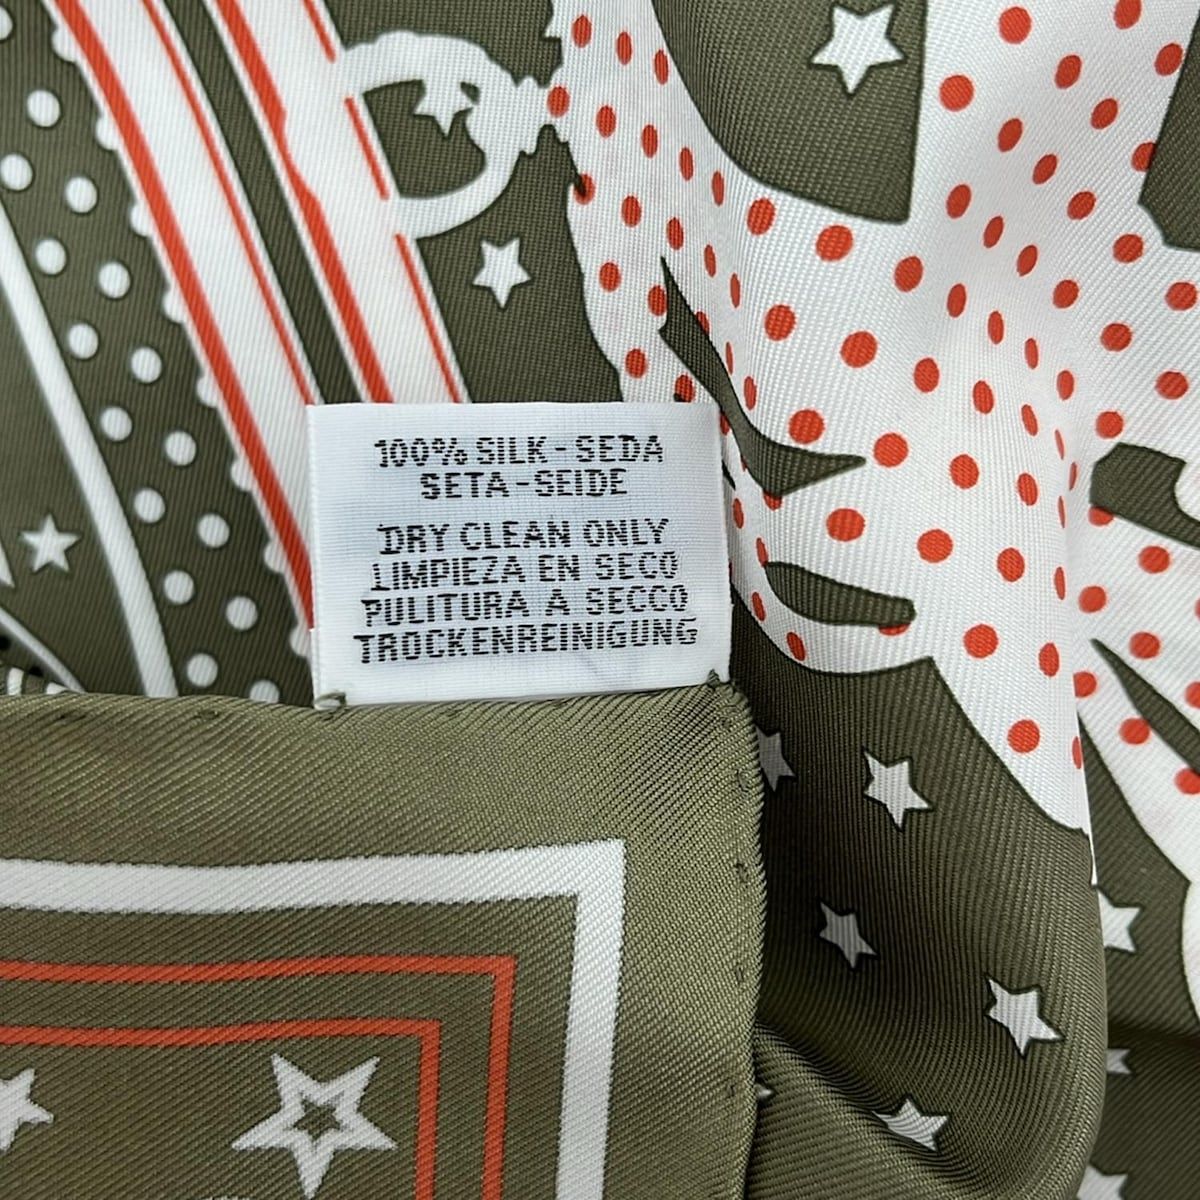 100% SILK-SEDA
SETA-SEIDE
DRY CLEAN ONLY
LIMPIEZA EN SECO
PULITURA A SECCO
TROCKENREINIGUNG